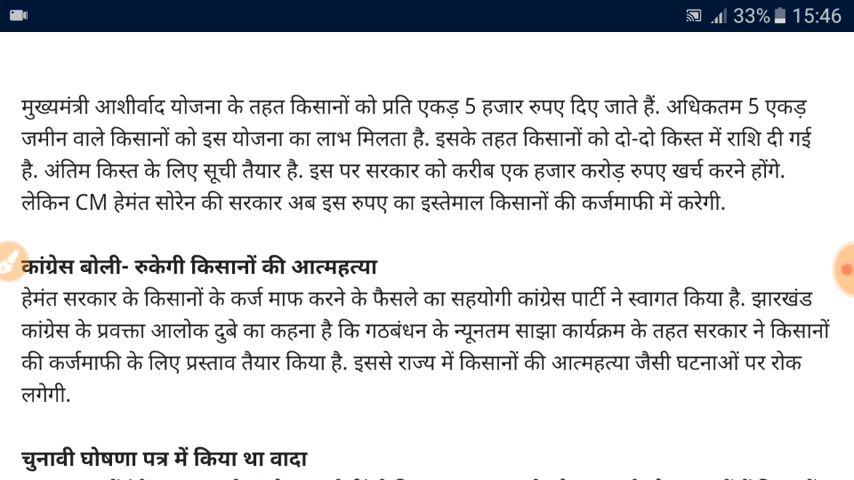 33% 15:46
मुख्यमंत्री आशीर्वाद योजना के तहत किसानों को प्रति एकड़ 5 हजार रुपए दिए जाते हैं. अधिकतम 5 एकड़
जमीन वाले किसानों को इस योजना का लाभ मिलता है. इसके तहत किसानों को दो-दो किस्त में राशि दी गई
है. अंतिम किस्त के लिए सूची तैयार है. इस पर सरकार को करीब एक हजार करोड़ रुपए खर्च करने होंगे.
लेकिन CM हेमंत सोरेन की सरकार अब इस रुपए का इस्तेमाल किसानों की कर्जमाफी में करेगी.
कांग्रेस बोली- रुकेगी किसानों की आत्महत्या
हेमंत सरकार के किसानों के कर्ज माफ करने के फैसले का सहयोगी कांग्रेस पार्टी ने स्वागत किया है. झारखंड
कांग्रेस के प्रवक्ता आलोक दुबे का कहना है कि गठबंधन के न्यूनतम साझा कार्यक्रम के तहत सरकार ने किसानों
की कर्जमाफी के लिए प्रस्ताव तैयार किया है. इससे राज्य में किसानों की आत्महत्या जैसी घटनाओं पर रोक
लगेगी.
चुनावी घोषणा पत्र में किया था वादा